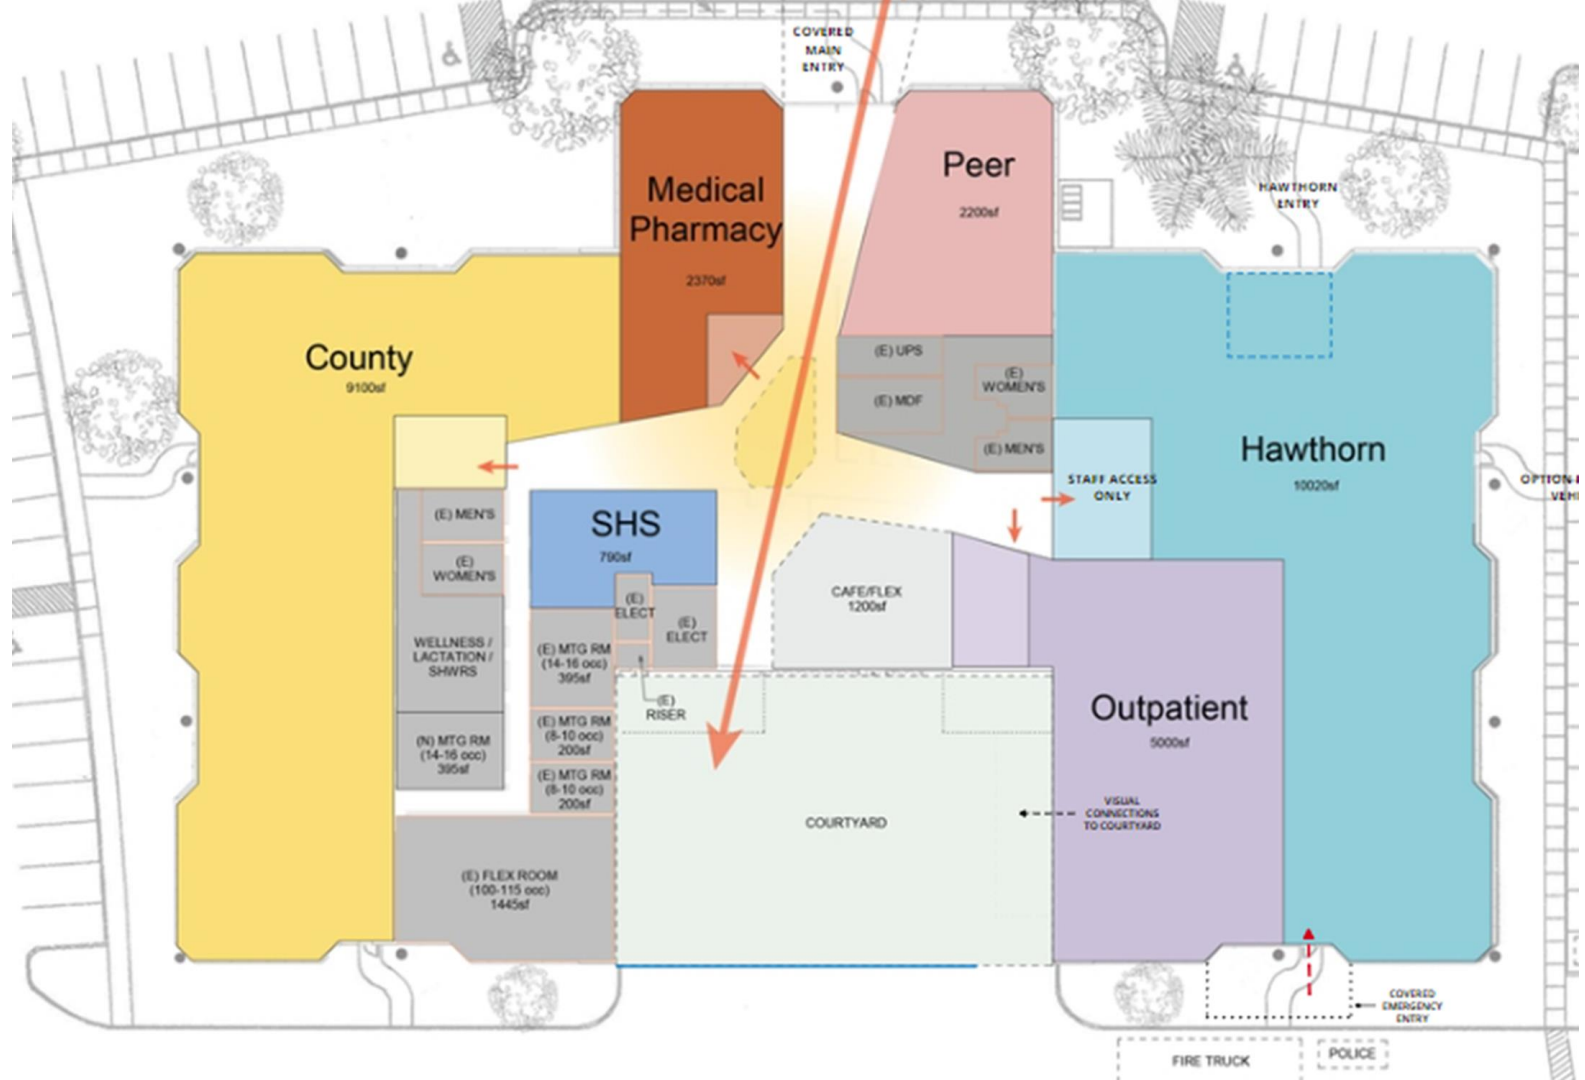 COVERED
MAIN
ENTRY
Medical
Pharmacy
2370sf
Peer
2200sf
HAWTHORN
ENTRY
County
9100sf
(E) UPS
(E) MDF
(E)
WOMEN'S
(E) MEN'S
Hawthorn
10020sf
STAFF ACCESS
ONLY
(E) MEN'S
(E)
WOMEN'S
WELLNESS /
LACTATION /
SHWRS
(N) MTG RM
(14-16 occ)
395sf
SHS
790sf
(E)
ELECT
(E)
ELECT
(E) MTG RM
(14-16 occ)
395sf
(E)
RISER
(E) MTG RM
(8-10 occ)
200sf
(E) MTG RM
(8-10 occ)
200sf
(E) FLEX ROOM
(100-115 occ)
1445sf
CAFE/FLEX
1200sf
COURTYARD
Outpatient
5000sf
VISUAL
CONNECTIONS
TO COURTYARD
COVERED
EMERGENCY
ENTRY
FIRE TRUCK
POLICE